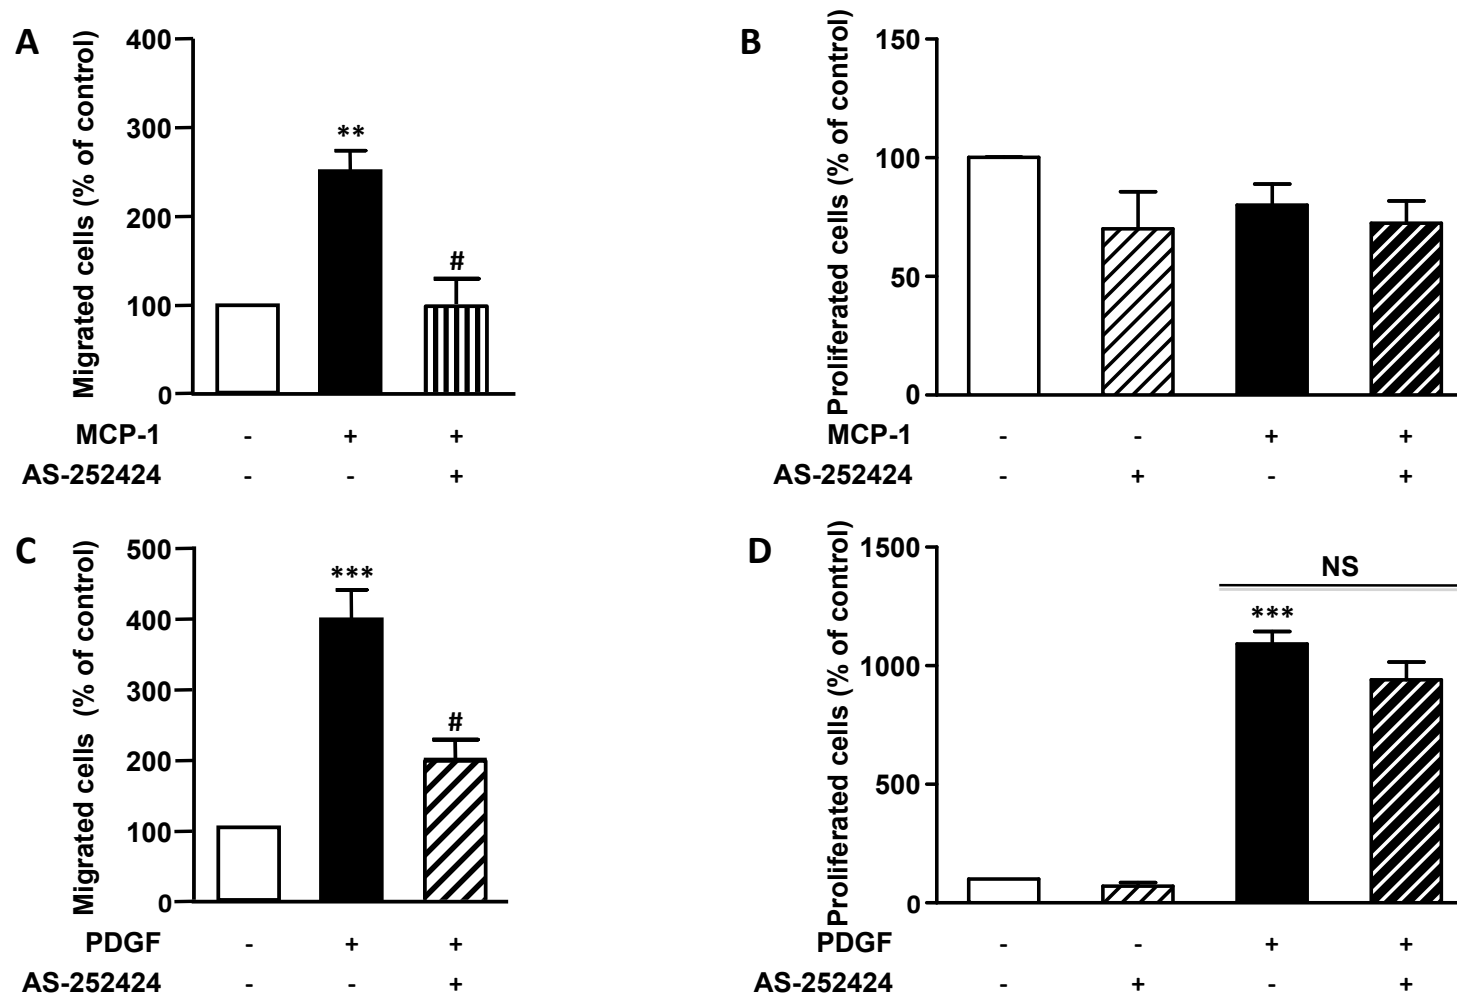 A
Migrated cells (% of control)
400
300
200
100
0
**
#
MCP-1 - + +
AS-252424 - - +
B
Proliferated cells (% of control)
150
100
50
0
MCP-1 - - + +
AS-252424 - + - +
C
Migrated cells (% of control)
500
400
300
200
100
0
***
#
PDGF - + +
AS-252424 - - +
D
Proliferated cells (% of control)
1500
1000
500
0
NS
***
PDGF - - + +
AS-252424 - + - +